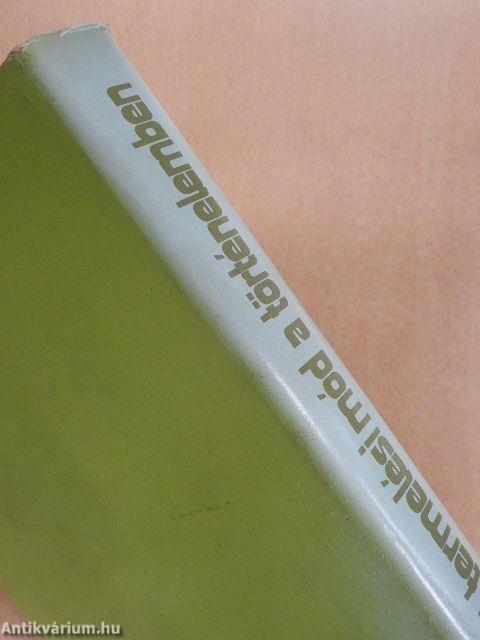 termelési mód a történelemben
Antikvárium.hu